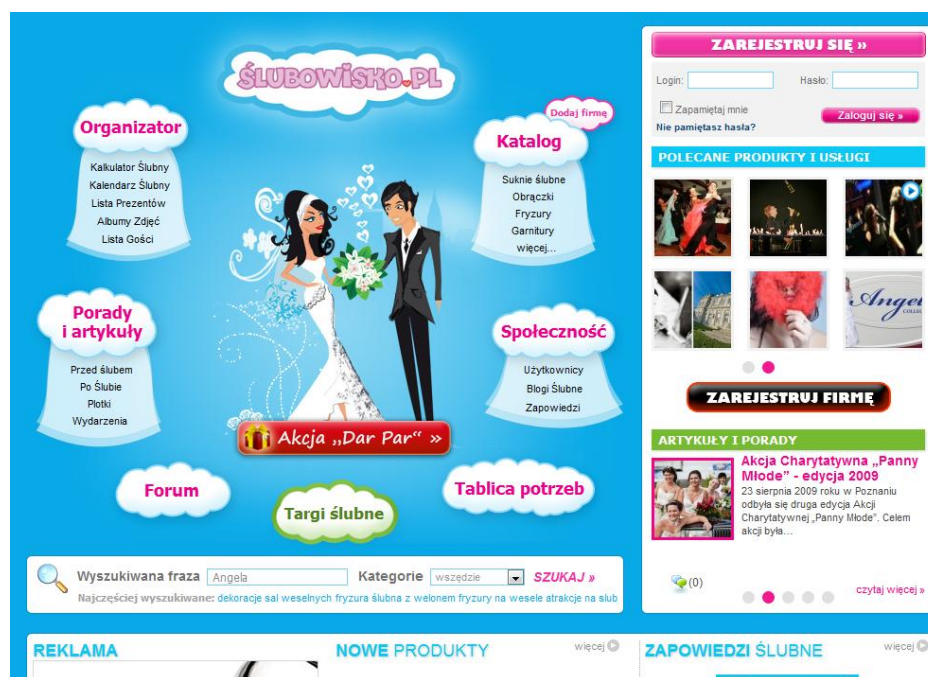 ŚLUBOWISKO.PL
Organizator
Kalkulator Ślubny
Kalendarz Ślubny
Lista Prezentów
Albumy Zdjęć
Lista Gości
Dodaj firmę
Katalog
Suknie ślubne
Obrączki
Fryzury
Garnitury
więcej...
Porady
i artykuły
Przed ślubem
Po Ślubie
Plotki
Wydarzenia
Społeczność
Użytkownicy
Blogi Ślubne
Zapowiedzi
Akcja „Dar Par“ »
Forum
Targi ślubne
Tablica potrzeb
Wyszukiwana fraza Angela Kategorie wszędzie SZUKAJ »
Najczęściej wyszukiwane: dekoracje sal weselnych fryzura ślubna z welonem fryzury na wesele atrakcje na slub
ZAREJESTRUJ SIĘ »
Login: Hasło:
Zapamiętaj mnie
Zaloguj się »
Nie pamiętasz hasła?
POLECANE PRODUKTY I USŁUGI
Angel
ZAREJESTRUJ FIRMĘ
ARTYKUŁY I PORADY
Akcja Charytatywna „Panny
Młode” - edycja 2009
23 sierpnia 2009 roku w Poznaniu
odbyła się druga edycja Akcji
Charytatywnej „Panny Młode”. Celem
akcji była...
(0)
czytaj więcej »
REKLAMA
NOWE PRODUKTY więcej
ZAPOWIEDZI ŚLUBNE więcej